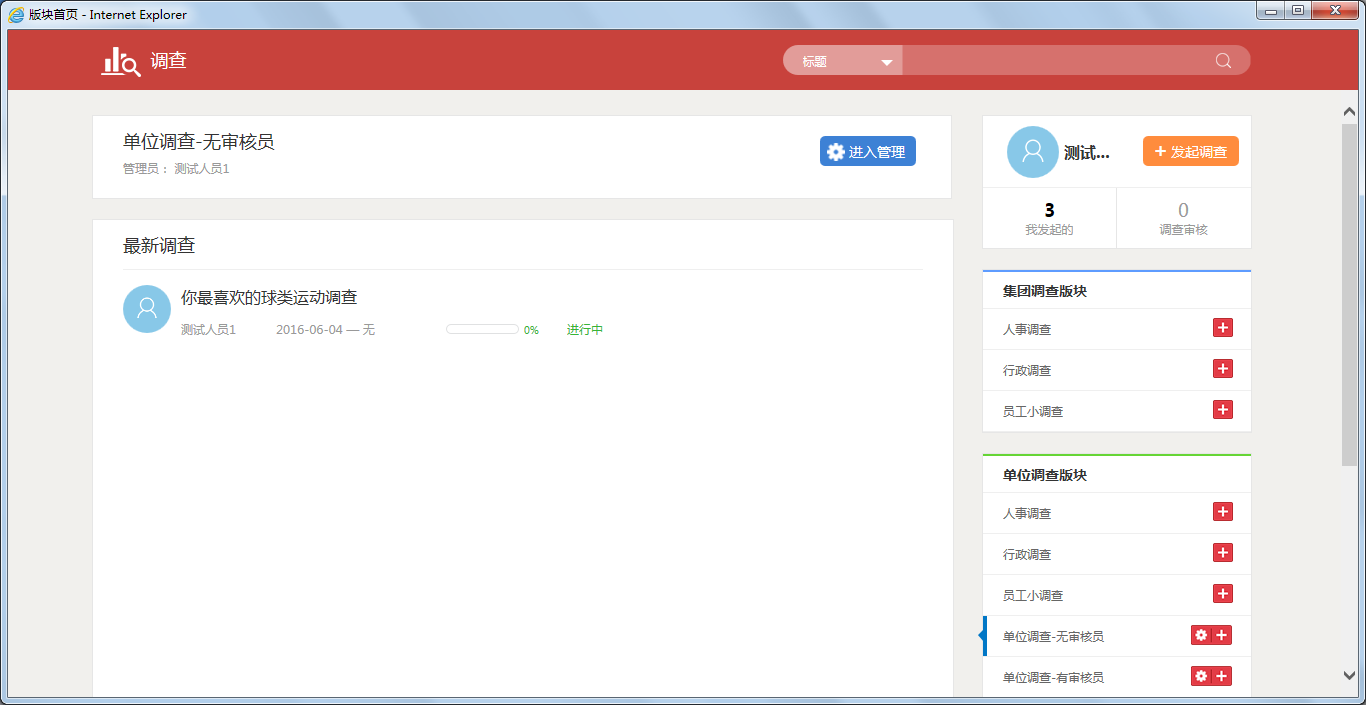 版块首页 - Internet Explorer
调查
标题
单位调查-无审核员
管理员： 测试人员1
进入管理
最新调查
你最喜欢的球类运动调查
测试人员1 2016-06-04 — 无 0% 进行中
测试...
+ 发起调查
3 0
我发起的 调查审核
集团调查版块
人事调查
行政调查
员工小调查
单位调查版块
人事调查
行政调查
员工小调查
单位调查-无审核员
单位调查-有审核员